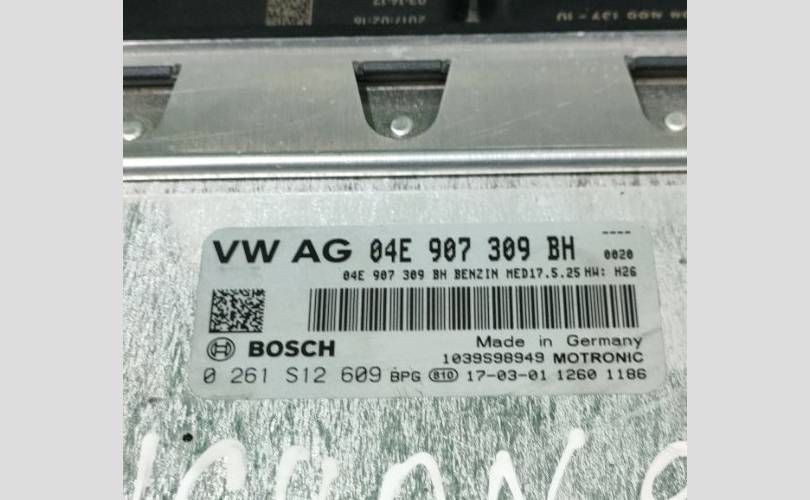 VW AG 04E 907 309 BH ----
0020
04E 907 309 BH BENZIN MED17.5.25 HW: H26
BOSCH
Made in Germany
1039S98949 MOTRONIC
0 261 S12 609 BPG 810 17-03-01 1260 1186